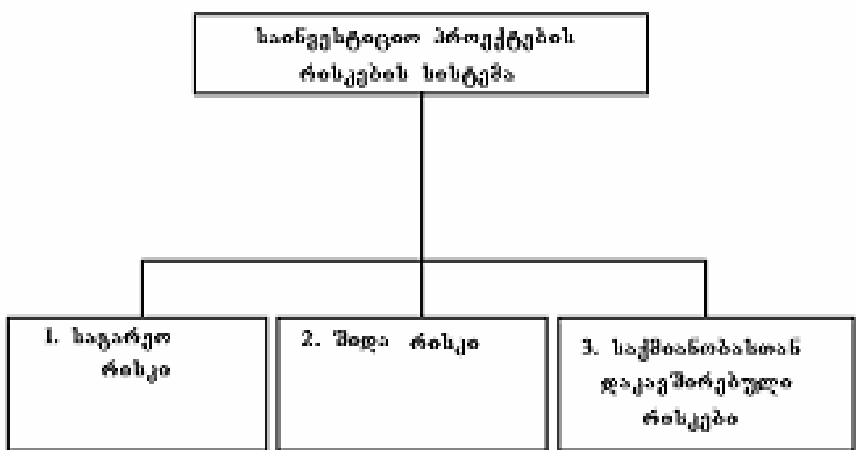 საინვესტიციო პროექტების
რისკების სისტემა
1. საგარეო
რისკი
2. შიდა რისკი
3. საქმიანობასთან
დაკავშირებული
რისკები